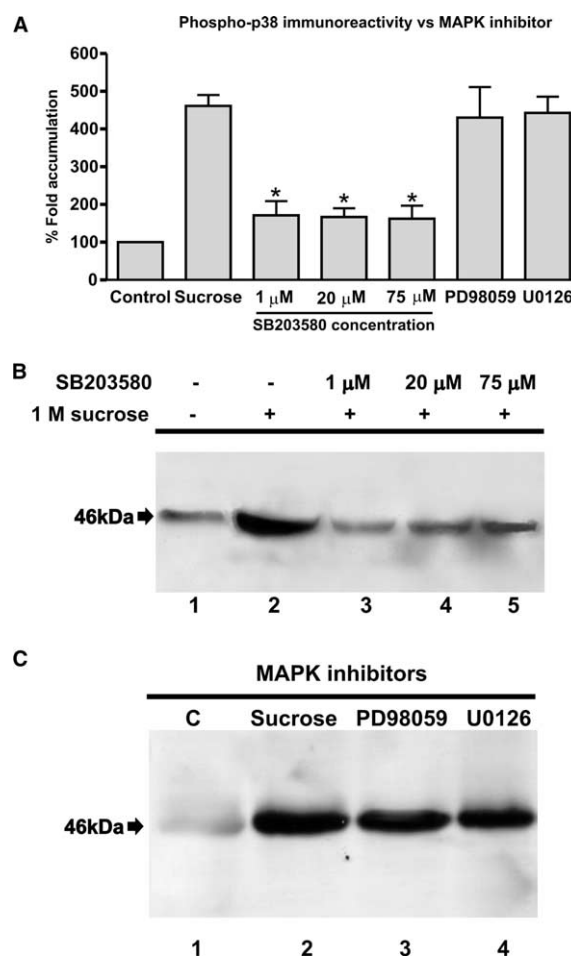 A
Phospho-p38 immunoreactivity vs MAPK inhibitor
% Fold accumulation
600
500
400
300
200
100
0
* * *
Control Sucrose 1 μM 20 μM 75 μM PD98059 U0126
SB203580 concentration
B
SB203580 - - 1 μM 20 μM 75 μM
1 M sucrose - + + + +
46kDa
1 2 3 4 5
C
MAPK inhibitors
C Sucrose PD98059 U0126
46kDa
1 2 3 4